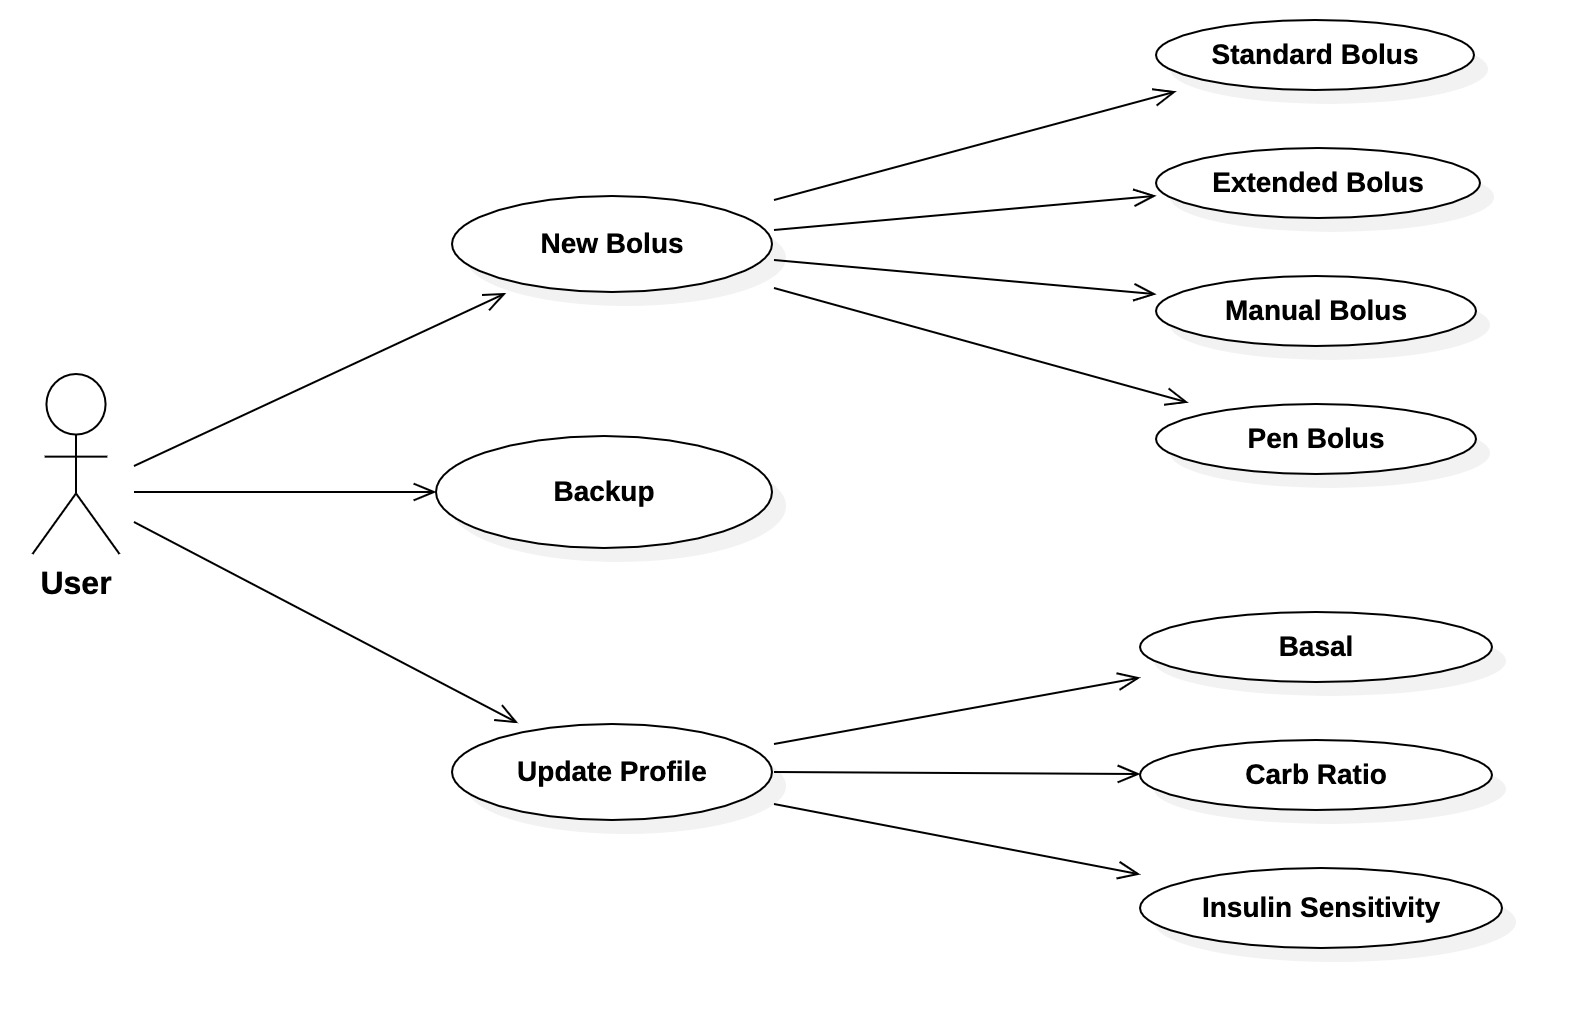 Standard Bolus
Extended Bolus
New Bolus
Manual Bolus
Pen Bolus
Backup
User
Basal
Update Profile
Carb Ratio
Insulin Sensitivity